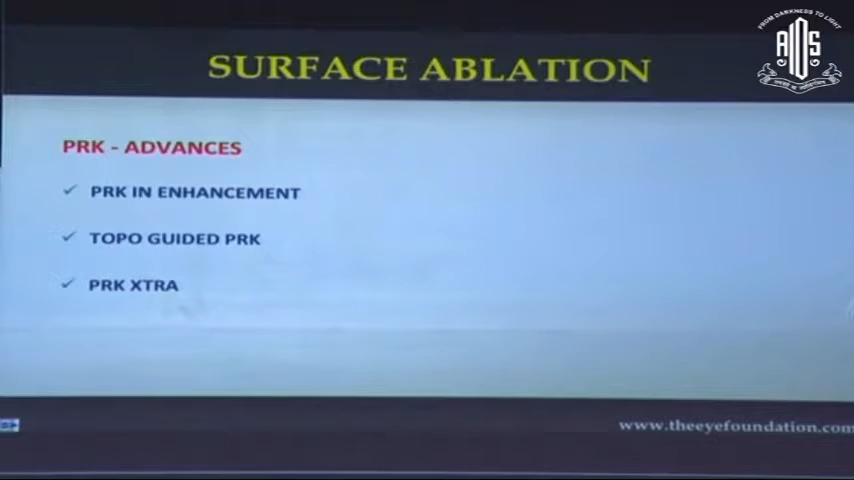 FROM DARKNESS TO LIGHT
AIOS
SURFACE ABLATION
PRK - ADVANCES
✓ PRK IN ENHANCEMENT
✓ TOPO GUIDED PRK
✓ PRK XTRA
www.theeyefoundation.com